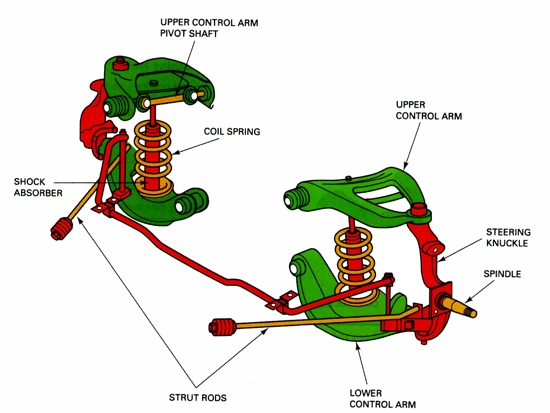 UPPER CONTROL ARM
PIVOT SHAFT
COIL SPRING
UPPER
CONTROL ARM
SHOCK
ABSORBER
STEERING
KNUCKLE
SPINDLE
STRUT RODS
LOWER
CONTROL ARM